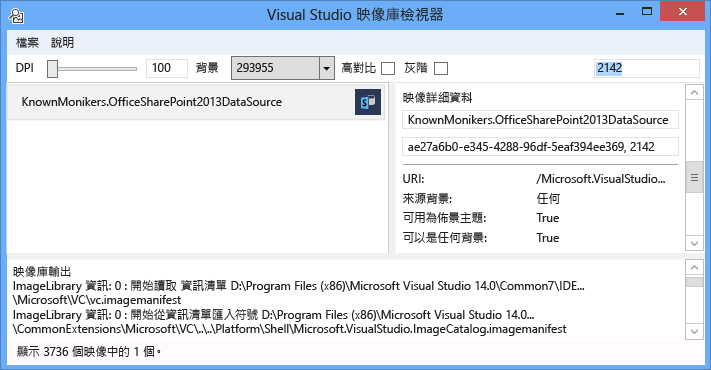 Visual Studio 映像庫檢視器
檔案 說明
DPI 100 背景 293955 高對比 灰階 2142
KnownMonikers.OfficeSharePoint2013DataSource
映像詳細資料
KnownMonikers.OfficeSharePoint2013DataSource
ae27a6b0-e345-4288-96df-5eaf394ee369, 2142
URI: /Microsoft.VisualStudio...
來源背景: 任何
可用為佈景主題: True
可以是任何背景: True
映像庫輸出
ImageLibrary 資訊: 0 : 開始讀取 資訊清單 D:\Program Files (x86)\Microsoft Visual Studio 14.0\Common7\IDE...
\Microsoft\VC\vc.imagemanifest
ImageLibrary 資訊: 0 : 開始從資訊清單匯入符號 D:\Program Files (x86)\Microsoft Visual Studio 14.0...
\CommonExtensions\Microsoft\VC\..\..\Platform\Shell\Microsoft.VisualStudio.ImageCatalog.imagemanifest
顯示 3736 個映像中的 1 個。